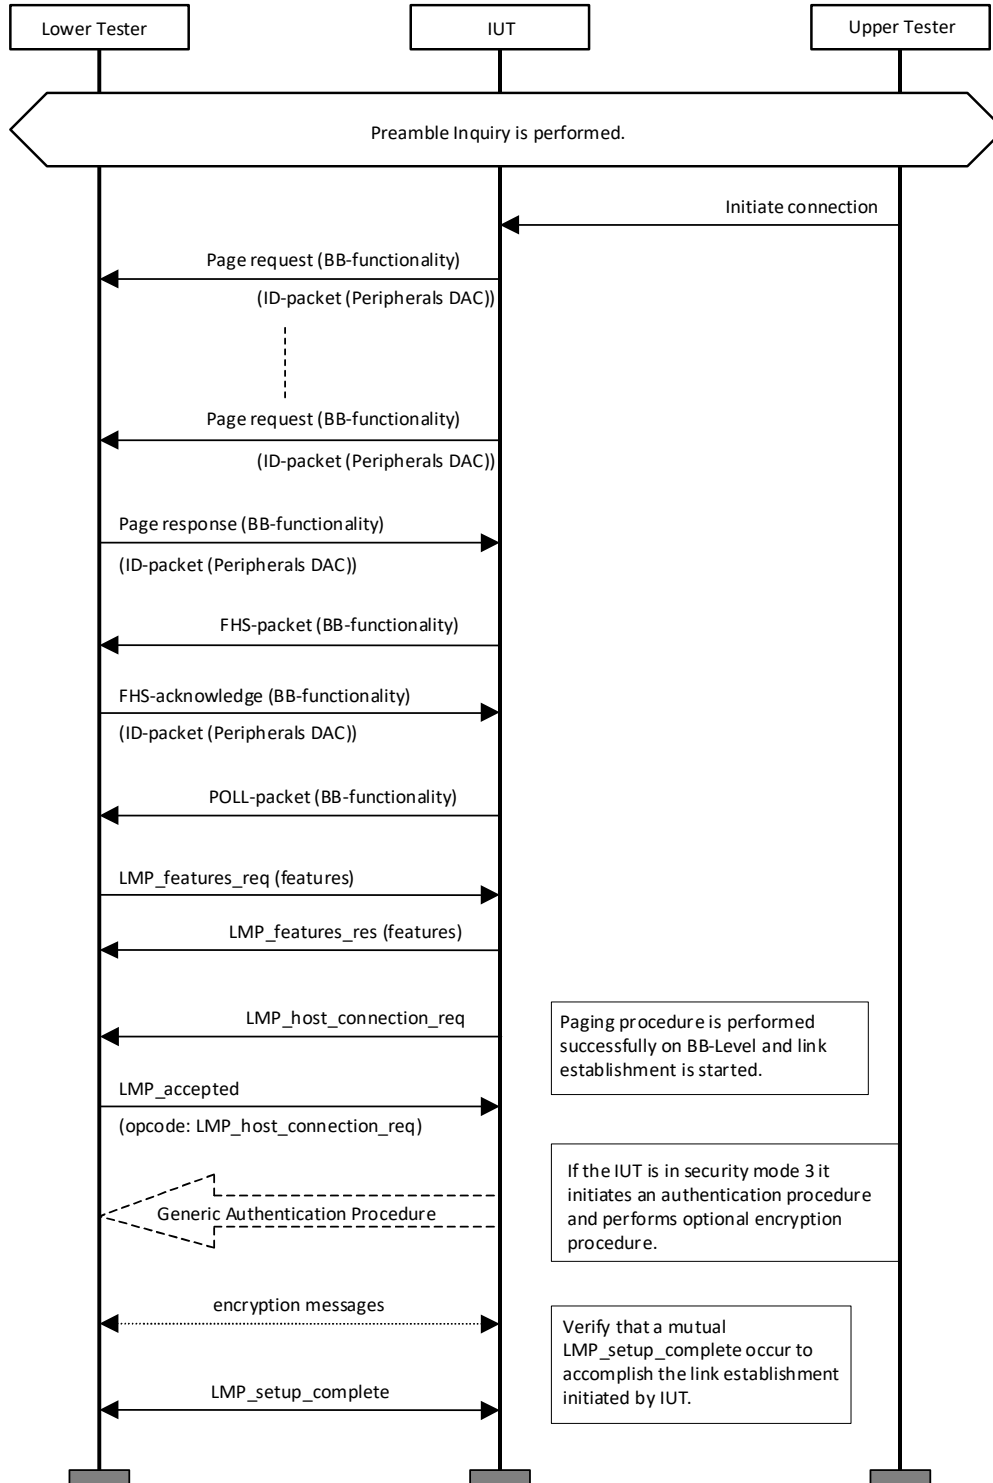 Lower Tester
IUT
Upper Tester
Preamble Inquiry is performed.
Initiate connection
Page request (BB-functionality)
(ID-packet (Peripherals DAC))
Page request (BB-functionality)
(ID-packet (Peripherals DAC))
Page response (BB-functionality)
(ID-packet (Peripherals DAC))
FHS-packet (BB-functionality)
FHS-acknowledge (BB-functionality)
(ID-packet (Peripherals DAC))
POLL-packet (BB-functionality)
LMP_features_req (features)
LMP_features_res (features)
LMP_host_connection_req
Paging procedure is performed
successfully on BB-Level and link
establishment is started.
LMP_accepted
(opcode: LMP_host_connection_req)
If the IUT is in security mode 3 it
initiates an authentication procedure
and performs optional encryption
procedure.
Generic Authentication Procedure
encryption messages
Verify that a mutual
LMP_setup_complete occur to
accomplish the link establishment
initiated by IUT.
LMP_setup_complete